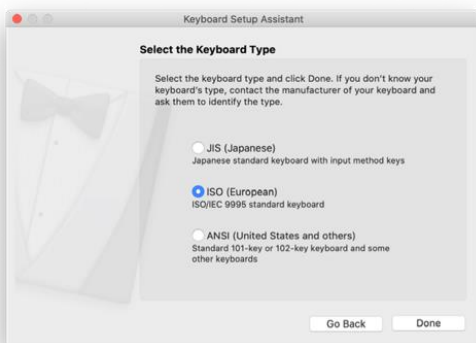 Keyboard Setup Assistant
Select the Keyboard Type
Select the keyboard type and click Done. If you don't know your
keyboard's type, contact the manufacturer of your keyboard and
ask them to identify the type.
JIS (Japanese)
Japanese standard keyboard with input method keys
ISO (European)
ISO/IEC 9995 standard keyboard
ANSI (United States and others)
Standard 101-key or 102-key keyboard and some
other keyboards
Go Back
Done